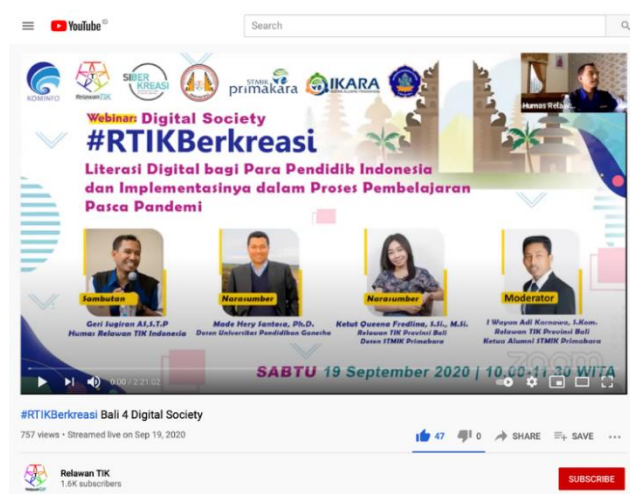 YouTube ID
Search
KOMINFO
RelawanTIK
SIBER KREASI
STMIK primakara
IKARA
Humas Relaw...
Webinar: Digital Society
#RTIKBerkreasi
Literasi Digital bagi Para Pendidik Indonesia
dan Implementasinya dalam Proses Pembelajaran
Pasca Pandemi
Sambutan
Narasumber
Narasumber
Moderator
Geri Sugiran AS,S.T.P
Humas Relawan TIK Indonesia
Made Hery Santosa, Ph.D.
Dosen Universitas Pendidikan Ganesha
Ketut Queena Fredlina, S.Si., M.Si.
Relawan TIK Provinsi Bali
Dosen STMIK Primakara
I Wayan Adi Karnawa, S.Kom.
Relawan TIK Provinsi Bali
Ketua Alumni STMIK Primakara
zoom
SABTU 19 September 2020 | 10.00-11.30 WITA
0:00 / 2:21:02
#RTIKBerkreasi Bali 4 Digital Society
757 views • Streamed live on Sep 19, 2020
47 0 SHARE SAVE
Relawan TIK
1.6K subscribers
SUBSCRIBE